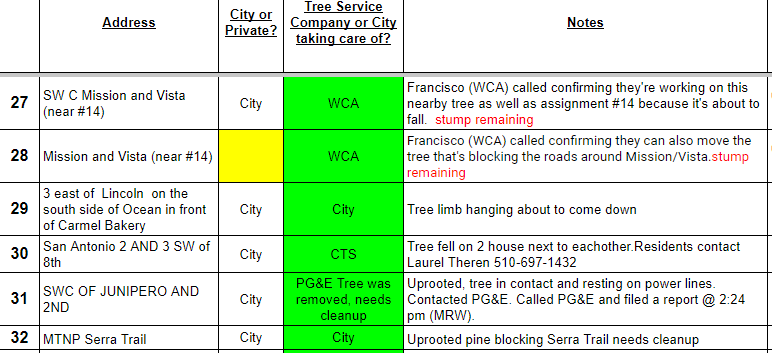 Address
City or
Private?
Tree Service
Company or City
taking care of?
Notes
27
SW C Mission and Vista
(near #14)
City
WCA
Francisco (WCA) called confirming they're working on this
nearby tree as well as assignment #14 because it's about to
fall. stump remaining
28
Mission and Vista (near #14)
WCA
Francisco (WCA) called confirming they can also move the
tree that's blocking the roads around Mission/Vista.stump
remaining
29
3 east of Lincoln on the
south side of Ocean in front
of Carmel Bakery
City
City
Tree limb hanging about to come down
30
San Antonio 2 AND 3 SW of
8th
City
CTS
Tree fell on 2 house next to eachother.Residents contact
Laurel Theren 510-697-1432
31
SWC OF JUNIPERO AND
2ND
City
PG&E Tree was
removed, needs
cleanup
Uprooted, tree in contact and resting on power lines.
Contacted PG&E. Called PG&E and filed a report @ 2:24
pm (MRW).
32
MTNP Serra Trail
City
City
Uprooted pine blocking Serra Trail needs cleanup